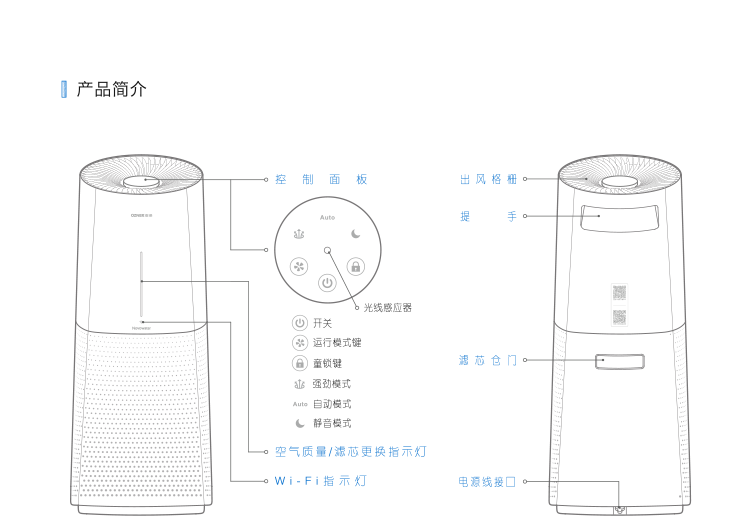 产品简介
控制面板
Auto
光线感应器
开关
运行模式键
童锁键
强劲模式
Auto 自动模式
静音模式
空气质量/滤芯更换指示灯
Wi-Fi指示灯
出风格栅
提手
滤芯仓门
电源线接口